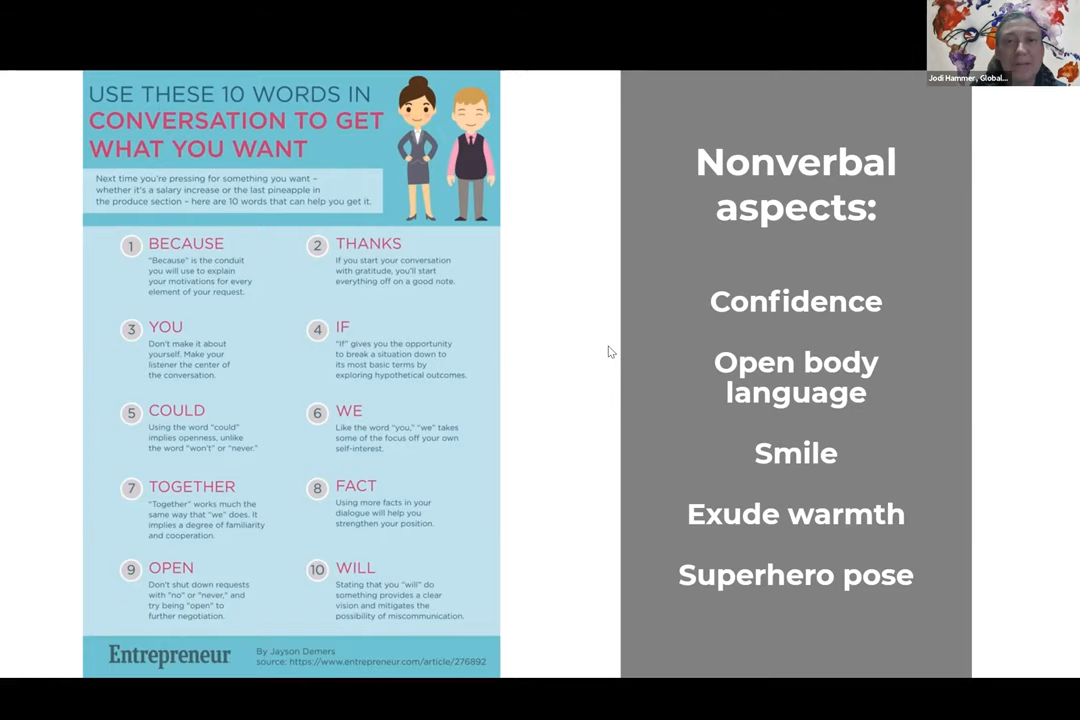 Jodi Hammer, Global...
USE THESE 10 WORDS IN
CONVERSATION TO GET
WHAT YOU WANT
Next time you're pressing for something you want –
whether it's a salary increase or the last pineapple in
the produce section – here are 10 words that can help you get it.
1 BECAUSE
"Because" is the conduit
you will use to explain
your motivations for every
element of your request.
2 THANKS
If you start your conversation
with gratitude, you'll start
everything off on a good note.
3 YOU
Don't make it about
yourself. Make your
listener the center of
the conversation.
4 IF
"If" gives you the opportunity
to break a situation down to
its most basic terms by
exploring hypothetical outcomes.
5 COULD
Using the word "could"
implies openness, unlike
the word "won't" or "never."
6 WE
Like the word "you," "we" takes
some of the focus off your own
self-interest.
7 TOGETHER
"Together" works much the
same way that "we" does. It
implies a degree of familiarity
and cooperation.
8 FACT
Using more facts in your
dialogue will help you
strengthen your position.
9 OPEN
Don't shut down requests
with "no" or "never," and
try being "open" to
further negotiation.
10 WILL
Stating that you "will" do
something provides a clear
vision and mitigates the
possibility of miscommunication.
Entrepreneur
By Jayson Demers
source: https://www.entrepreneur.com/article/276892
Nonverbal
aspects:
Confidence
Open body
language
Smile
Exude warmth
Superhero pose